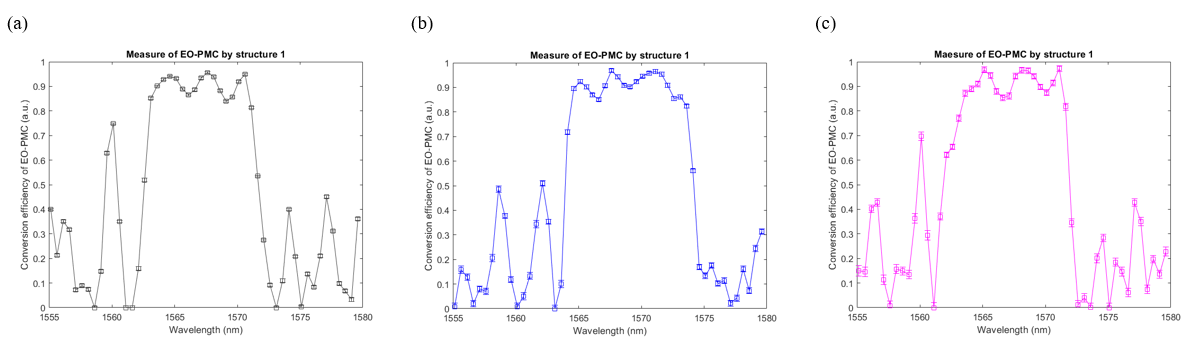 (a)
Measure of EO-PMC by structure 1
Conversion efficiency of EO-PMC (a.u.)
1
0.9
0.8
0.7
0.6
0.5
0.4
0.3
0.2
0.1
0
1555 1560 1565 1570 1575 1580
Wavelength (nm)
(b)
Measure of EO-PMC by structure 1
Conversion efficiency of EO-PMC (a.u.)
1
0.9
0.8
0.7
0.6
0.5
0.4
0.3
0.2
0.1
0
1555 1560 1565 1570 1575 1580
Wavelength (nm)
(c)
Maesure of EO-PMC by structure 1
Conversion efficiency of EO-PMC (a.u.)
1
0.9
0.8
0.7
0.6
0.5
0.4
0.3
0.2
0.1
0
1555 1560 1565 1570 1575 1580
Wavelength (nm)